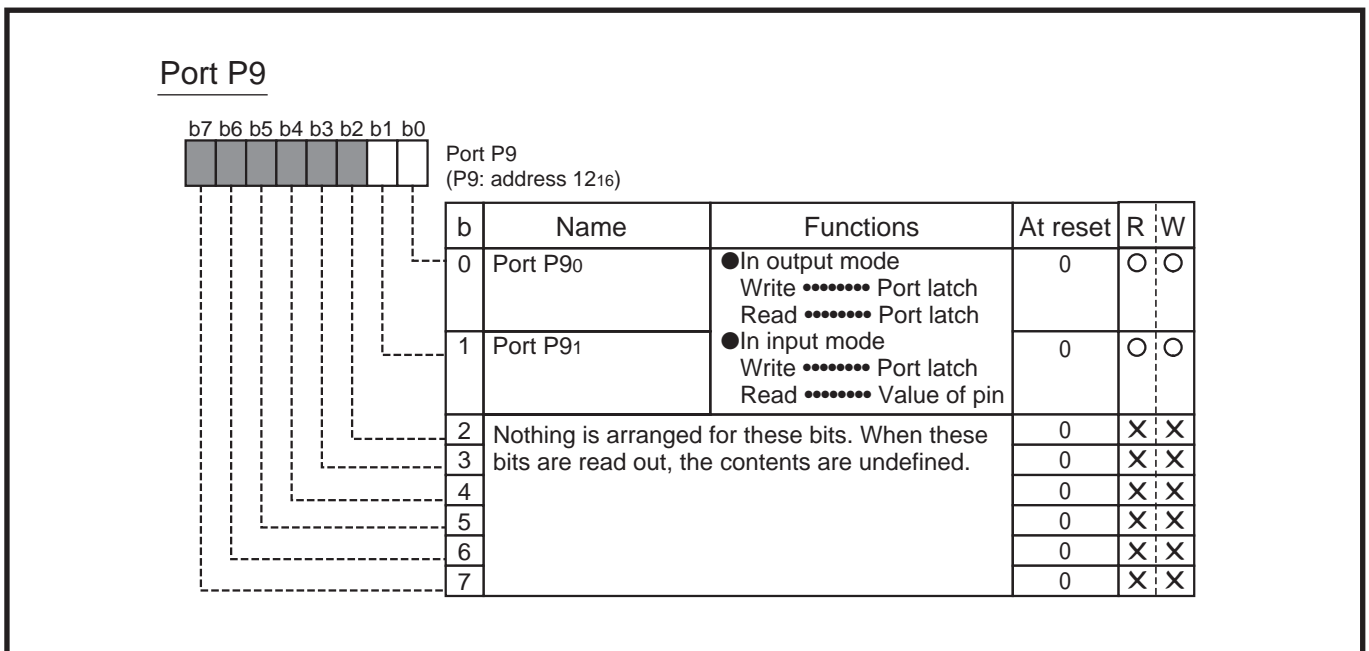 Port P9
b7 b6 b5 b4 b3 b2 b1 b0
Port P9
(P9: address 1216)
b Name Functions At reset R W
0 Port P90 ●In output mode 0 O O
Write •••••••• Port latch
Read •••••••• Port latch
1 Port P91 ●In input mode 0 O O
Write •••••••• Port latch
Read •••••••• Value of pin
2 Nothing is arranged for these bits. When these 0 X X
3 bits are read out, the contents are undefined. 0 X X
4 0 X X
5 0 X X
6 0 X X
7 0 X X